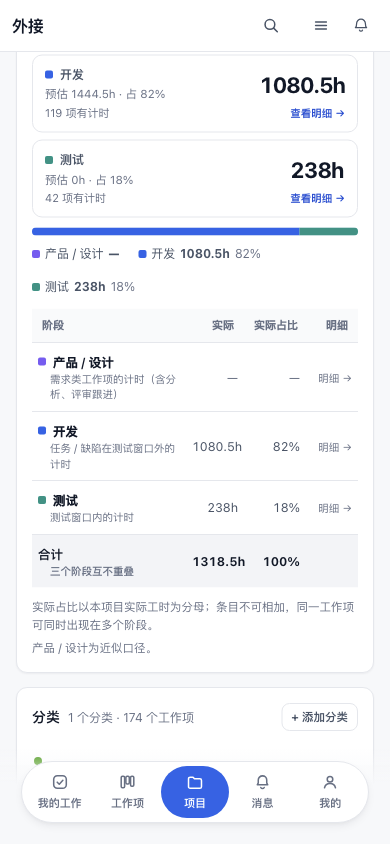 外接
开发
1080.5h
预估 1444.5h · 占 82%
119 项有计时
查看明细 →
测试
238h
预估 0h · 占 18%
42 项有计时
查看明细 →
产品 / 设计 — 开发 1080.5h 82%
测试 238h 18%
阶段 实际 实际占比 明细
产品 / 设计
需求类工作项的计时（含分
析、评审跟进）
— — 明细 →
开发
任务 / 缺陷在测试窗口外的
计时
1080.5h 82% 明细 →
测试
测试窗口内的计时
238h 18% 明细 →
合计
三个阶段互不重叠
1318.5h 100%
实际占比以本项目实际工时为分母；条目不可相加，同一工作项
可同时出现在多个阶段。
产品 / 设计为近似口径。
分类 1 个分类 · 174 个工作项
+ 添加分类
我的工作 工作项 项目 消息 我的